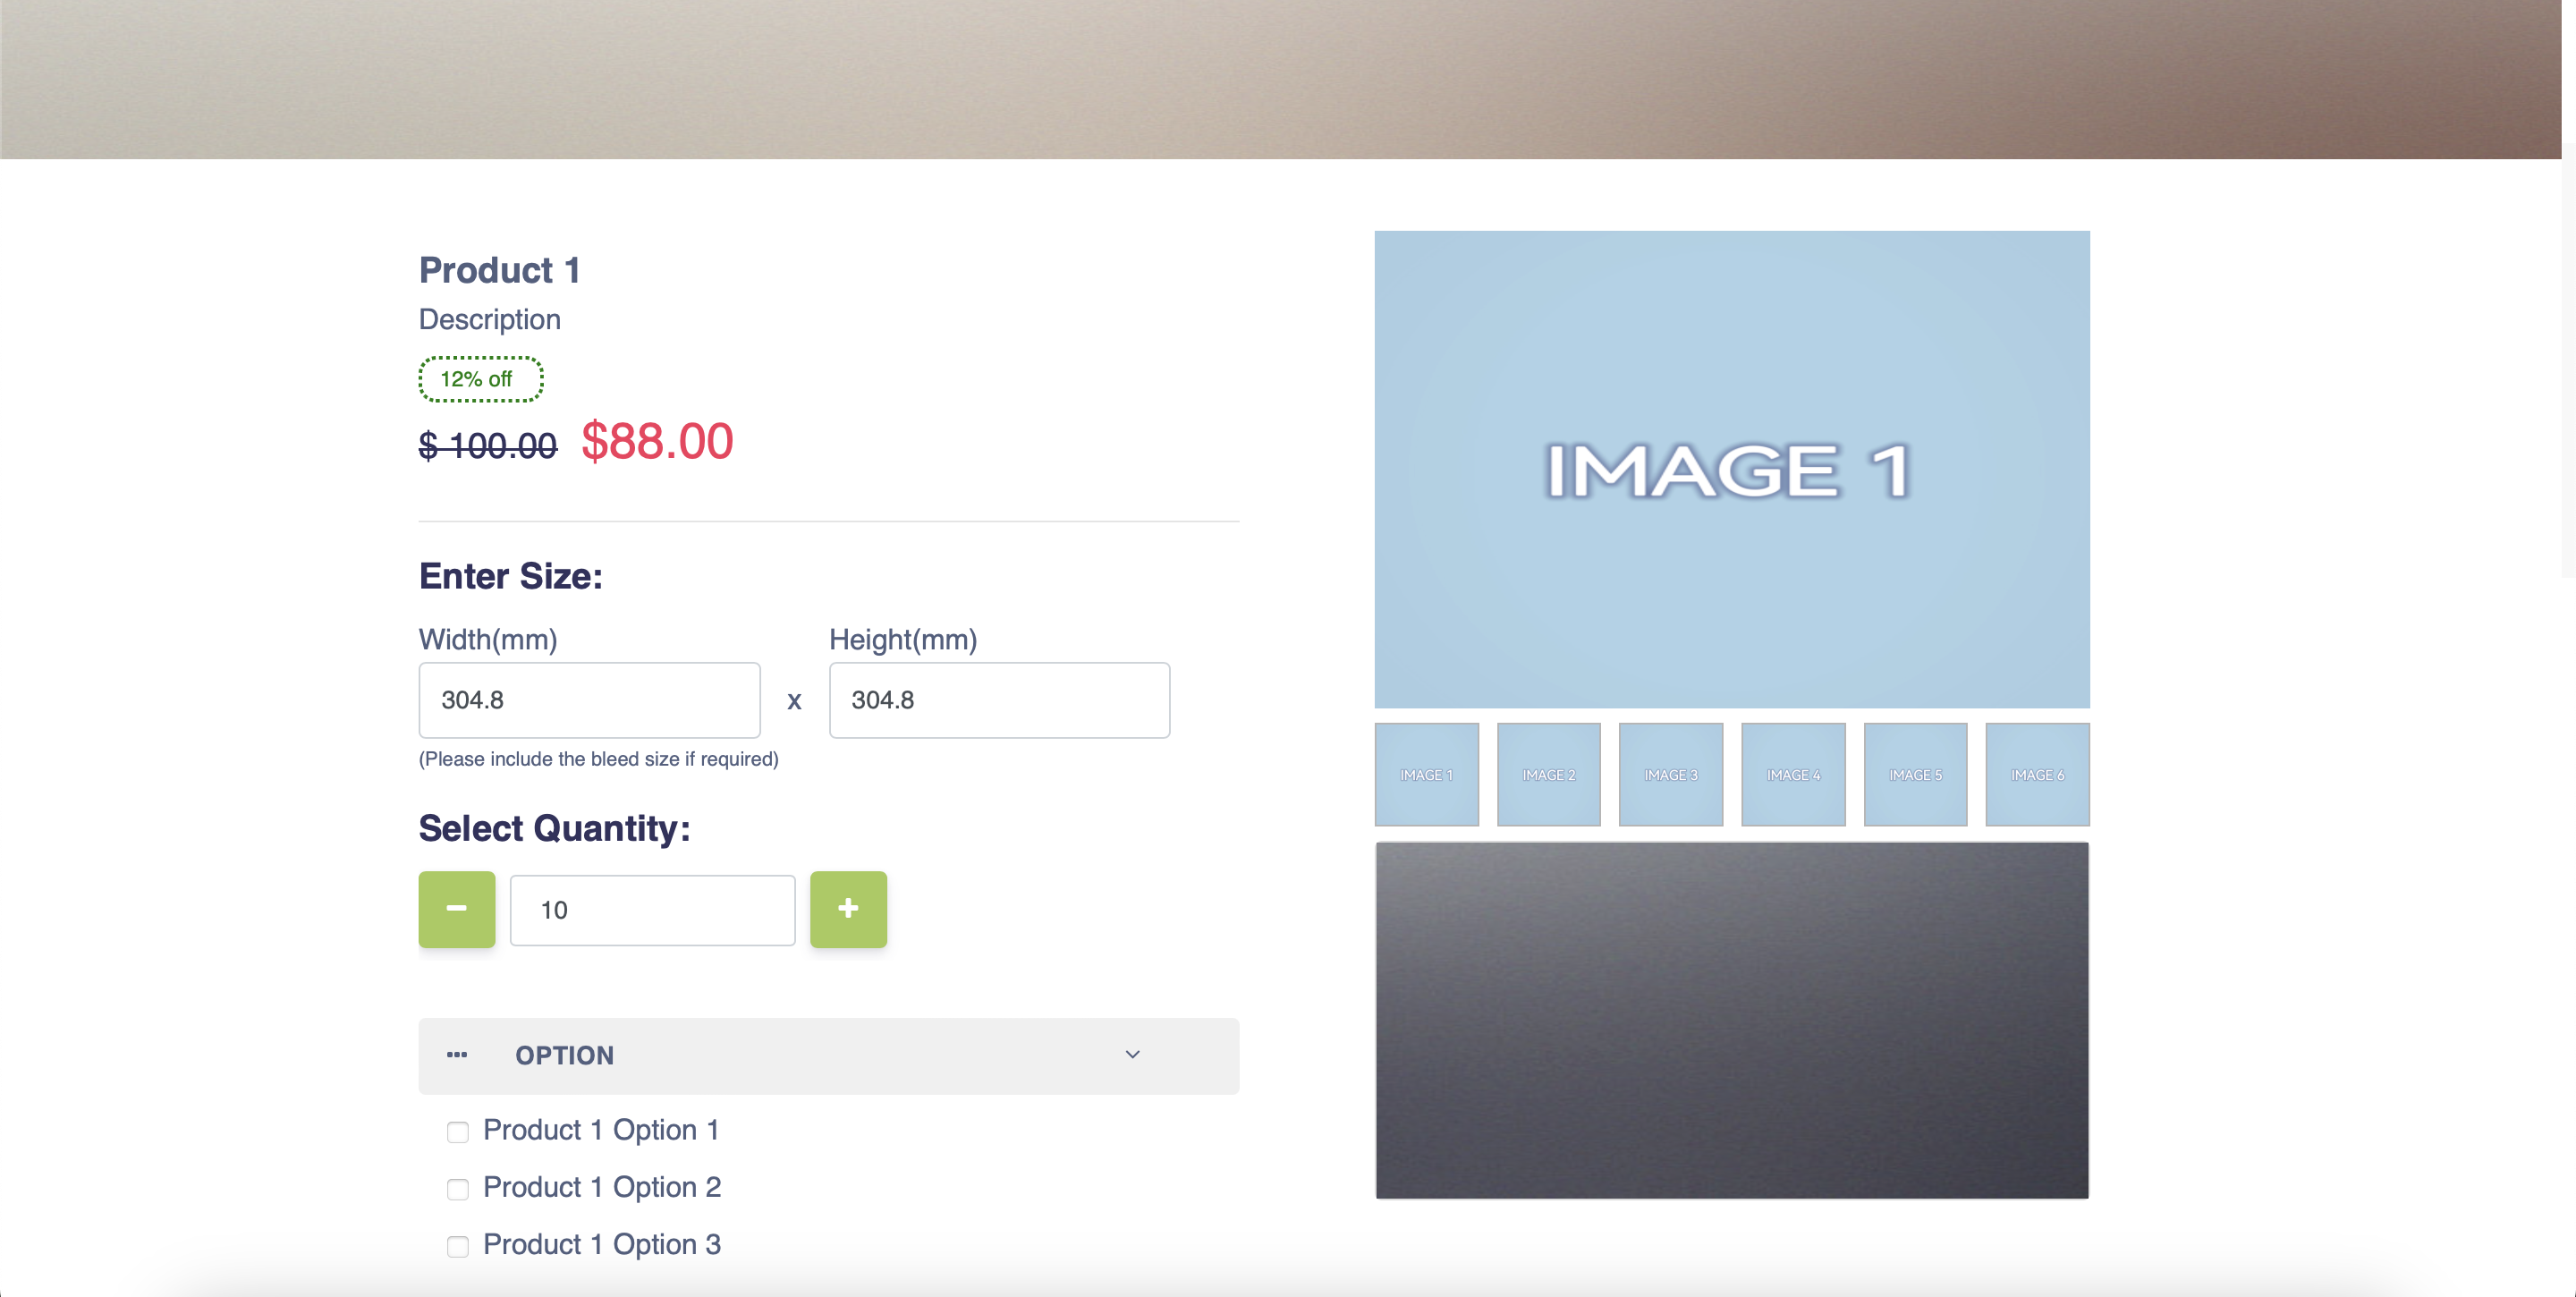 Product 1
Description
12% off
$ 100.00 $88.00
Enter Size:
Width(mm) Height(mm)
304.8 x 304.8
(Please include the bleed size if required)
Select Quantity:
− 10 +
••• OPTION
Product 1 Option 1
Product 1 Option 2
Product 1 Option 3
IMAGE 1
IMAGE 1 IMAGE 2 IMAGE 3 IMAGE 4 IMAGE 5 IMAGE 6